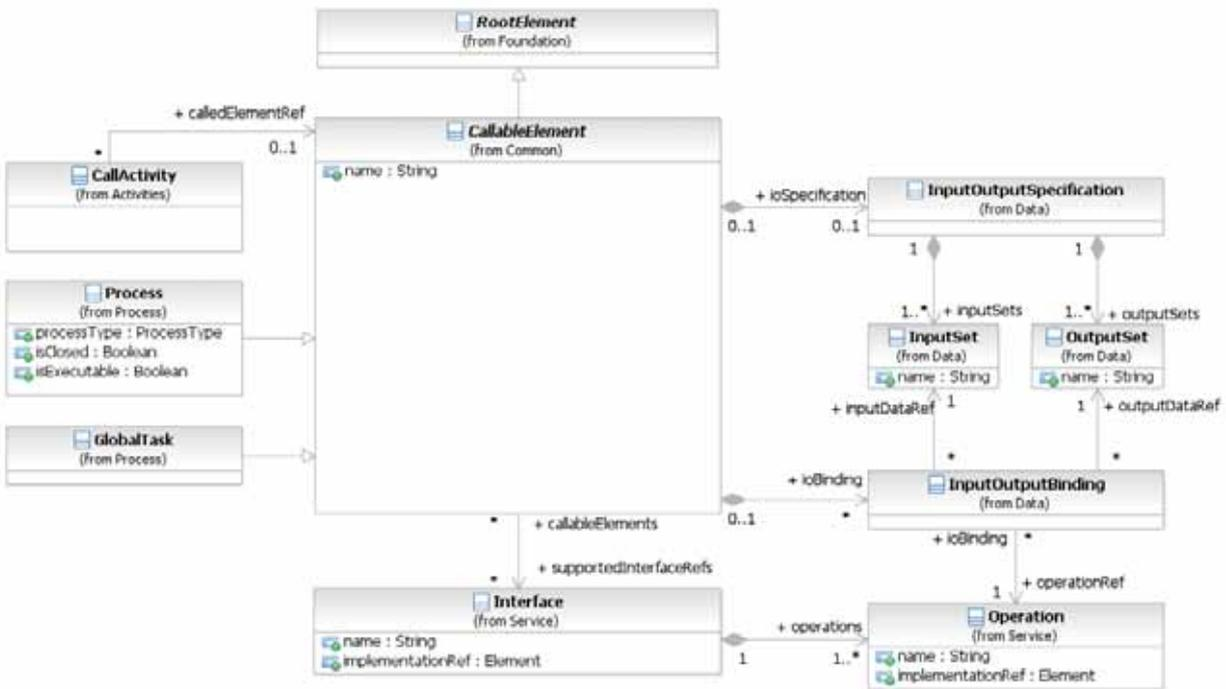 RootElement
(from Foundation)
+ calledElementRef
0..1
*
CallableElement
(from Common)
name : String
CallActivity
(from Activities)
+ ioSpecification
0..1
0..1
InputOutputSpecification
(from Data)
1
1
Process
(from Process)
processType : ProcessType
isClosed : Boolean
isExecutable : Boolean
1..*
+ inputSets
1..*
+ outputSets
InputSet
(from Data)
name : String
OutputSet
(from Data)
name : String
+ inputDataRef
1
1
+ outputDataRef
GlobalTask
(from Process)
*
*
+ ioBinding
0..1
*
InputOutputBinding
(from Data)
*
+ callableElements
+ ioBinding
*
+ supportedInterfaceRefs
*
1
+ operationRef
Interface
(from Service)
name : String
implementationRef : Element
+ operations
1
1..*
Operation
(from Service)
name : String
implementationRef : Element